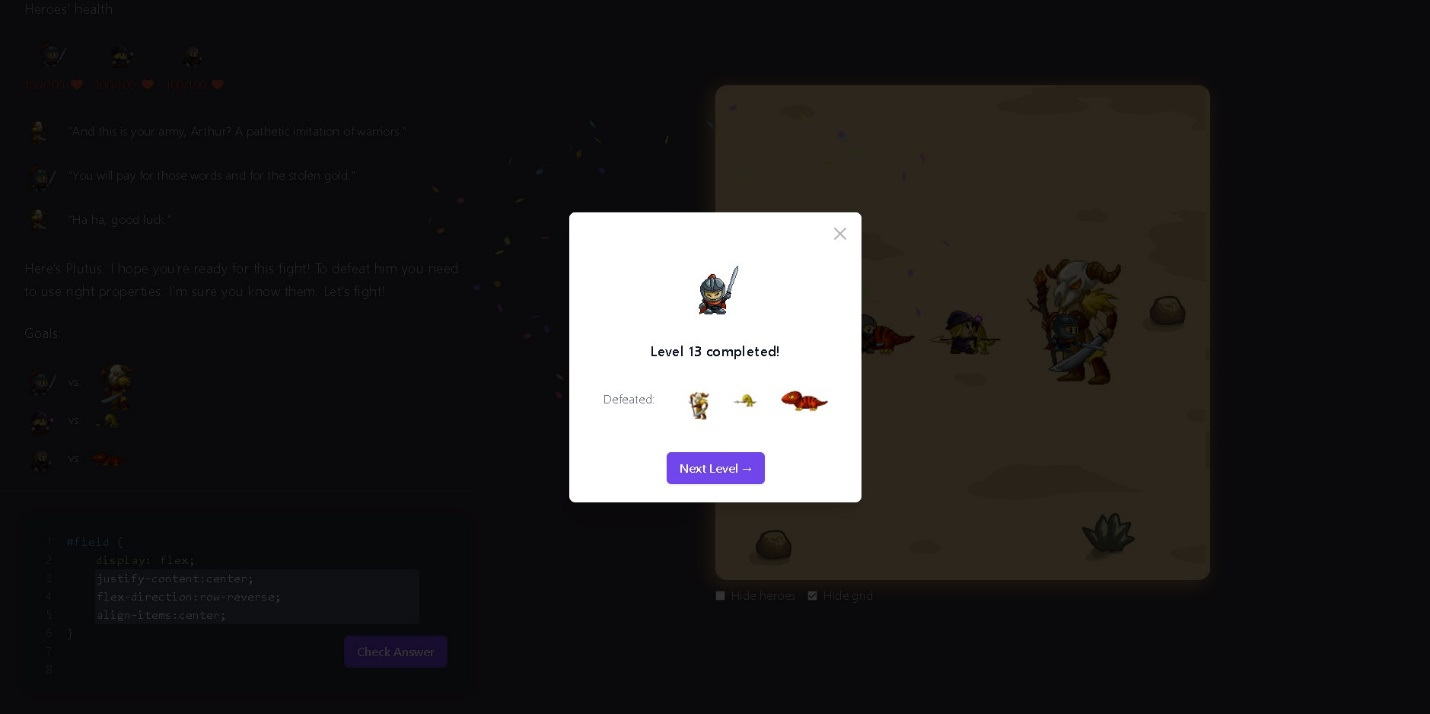 Heroes' health
100/100
"And this is your army, Arthur? A pathetic imitation of warriors."
"You will pay for those words and for the stolen gold."
"Ha ha, good luck."
Here's Plutus. I hope you're ready for this fight! To defeat him you need
to use right properties. I'm sure you know them. Let's fight!
Goals:
vs.
vs.
vs.
1 #field {
2 display: flex;
3 justify-content:center;
4 flex-direction:row-reverse;
5 align-items:center;
6 }
7
8
Check Answer
Level 13 completed!
Defeated:
Next Level →
Hide heroes Hide grid